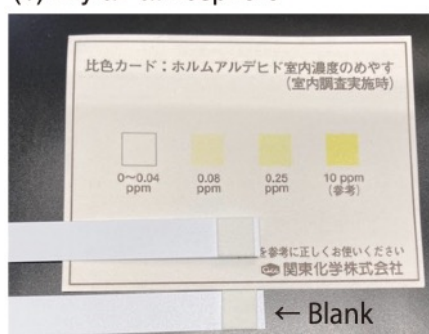 比色カード：ホルムアルデヒド室内濃度のめやす
（室内調査実施時）
0〜0.04 ppm
0.08 ppm
0.25 ppm
10 ppm
（参考）
を参考に正しくお使いください
関東化学株式会社
← Blank